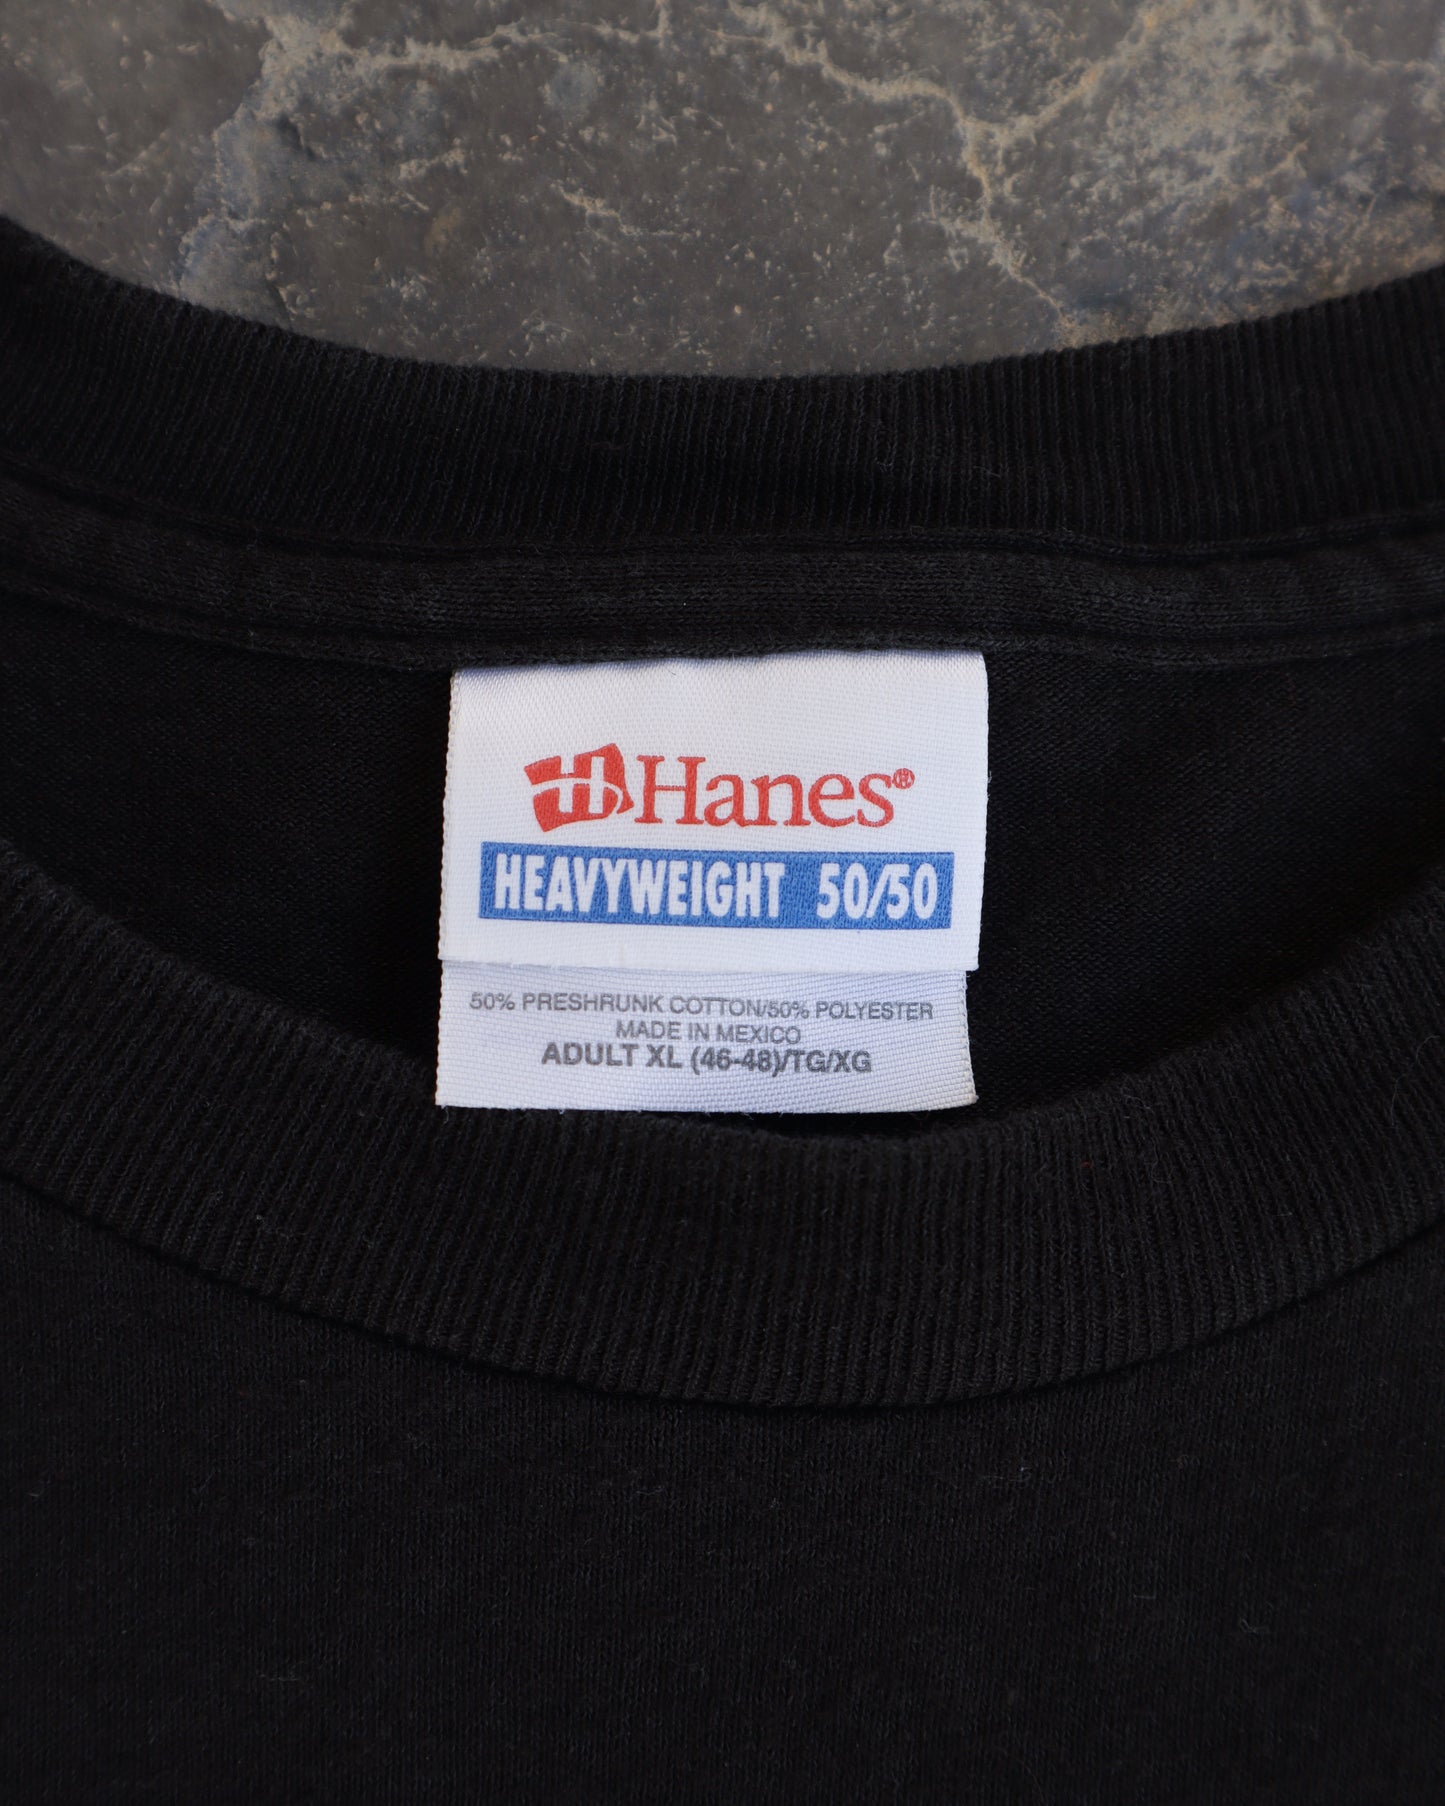 Hanes®
HEAVYWEIGHT 50/50
50% PRESHRUNK COTTON/50% POLYESTER
MADE IN MEXICO
ADULT XL (46-48)/TG/XG